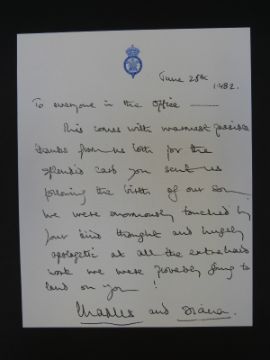 June 28th
1982.
To everyone in the Office —
This comes with warmest possible
thanks from us both for the
splendid card you sent us
following the birth of our son.
We were enormously touched by
your kind thought and hugely
apologetic at all the extra hard
work we were probably going to
land on you!
Charles and Diana.